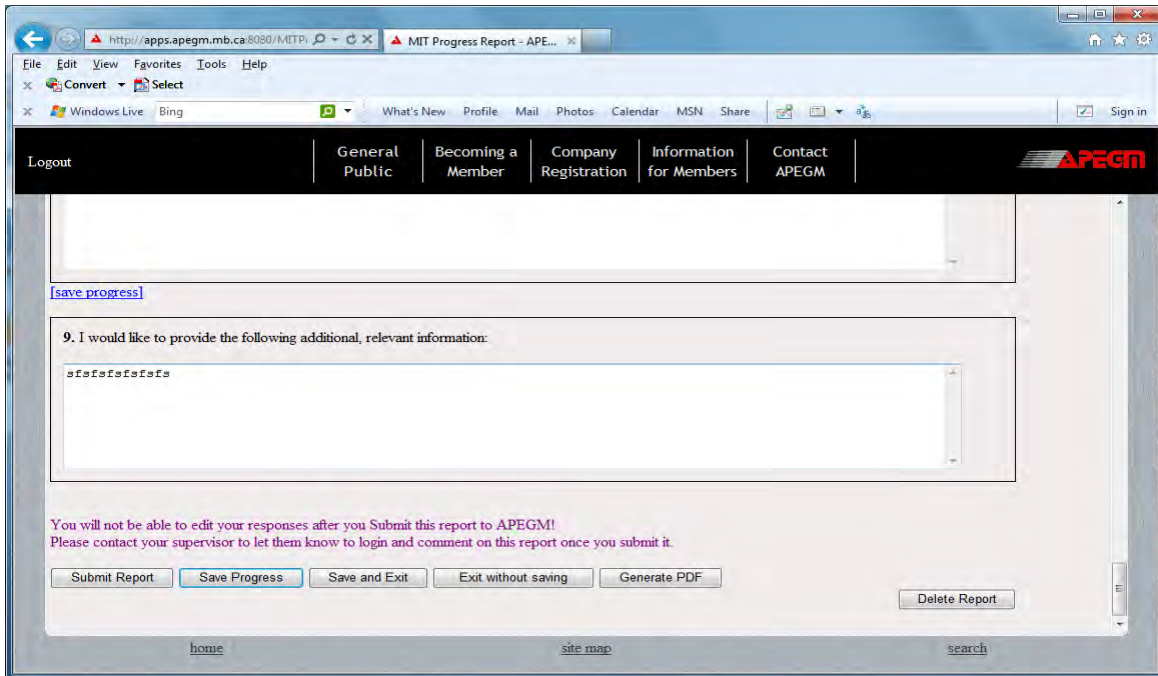 http://apps.apegm.mb.ca:8080/MITPi
MIT Progress Report - APE...
File Edit View Favorites Tools Help
x Convert Select
x Windows Live Bing What's New Profile Mail Photos Calendar MSN Share Sign in
Logout
General Public
Becoming a Member
Company Registration
Information for Members
Contact APEGM
APEGM
[save progress]
9. I would like to provide the following additional, relevant information:
sfsfsfsfsfsfs
You will not be able to edit your responses after you Submit this report to APEGM!
Please contact your supervisor to let them know to login and comment on this report once you submit it.
Submit Report Save Progress Save and Exit Exit without saving Generate PDF
Delete Report
home site map search